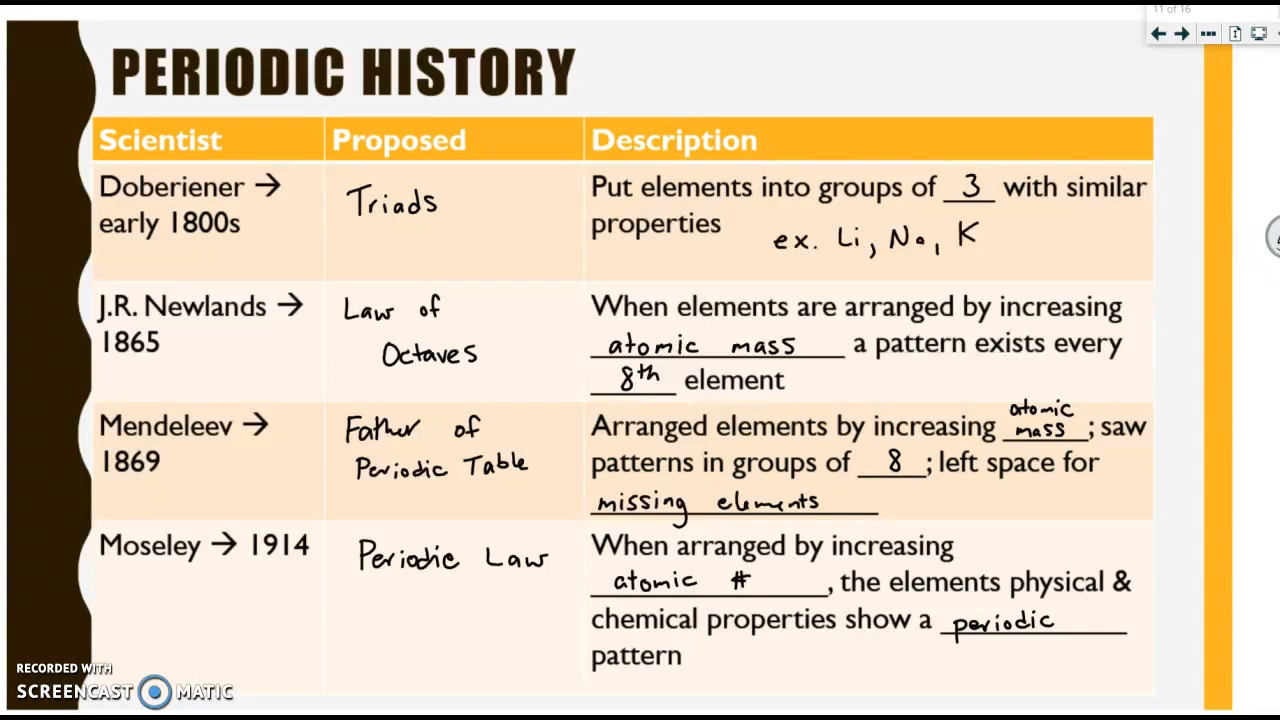 11 of 16
PERIODIC HISTORY
Scientist
Proposed
Description
Doberiener →
early 1800s
Triads
Put elements into groups of 3 with similar
properties
ex. Li, Na, K
J.R. Newlands →
1865
Law of
Octaves
When elements are arranged by increasing
atomic mass a pattern exists every
8th element
Mendeleev →
1869
Father of
Periodic Table
Arranged elements by increasing atomic mass; saw
patterns in groups of 8; left space for
missing elements
Moseley → 1914
Periodic Law
When arranged by increasing
atomic #, the elements physical &
chemical properties show a periodic
pattern
RECORDED WITH
SCREENCAST MATIC